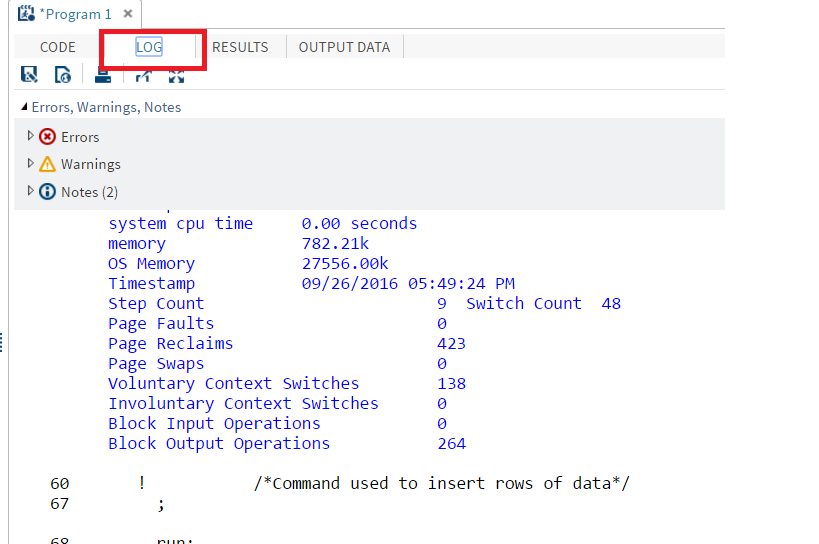 *Program 1 ×
CODE LOG RESULTS OUTPUT DATA
Errors, Warnings, Notes
Errors
Warnings
Notes (2)
system cpu time 0.00 seconds
memory 782.21k
OS Memory 27556.00k
Timestamp 09/26/2016 05:49:24 PM
Step Count 9 Switch Count 48
Page Faults 0
Page Reclaims 423
Page Swaps 0
Voluntary Context Switches 138
Involuntary Context Switches 0
Block Input Operations 0
Block Output Operations 264
60 ! /*Command used to insert rows of data*/
67 ;
68 run;